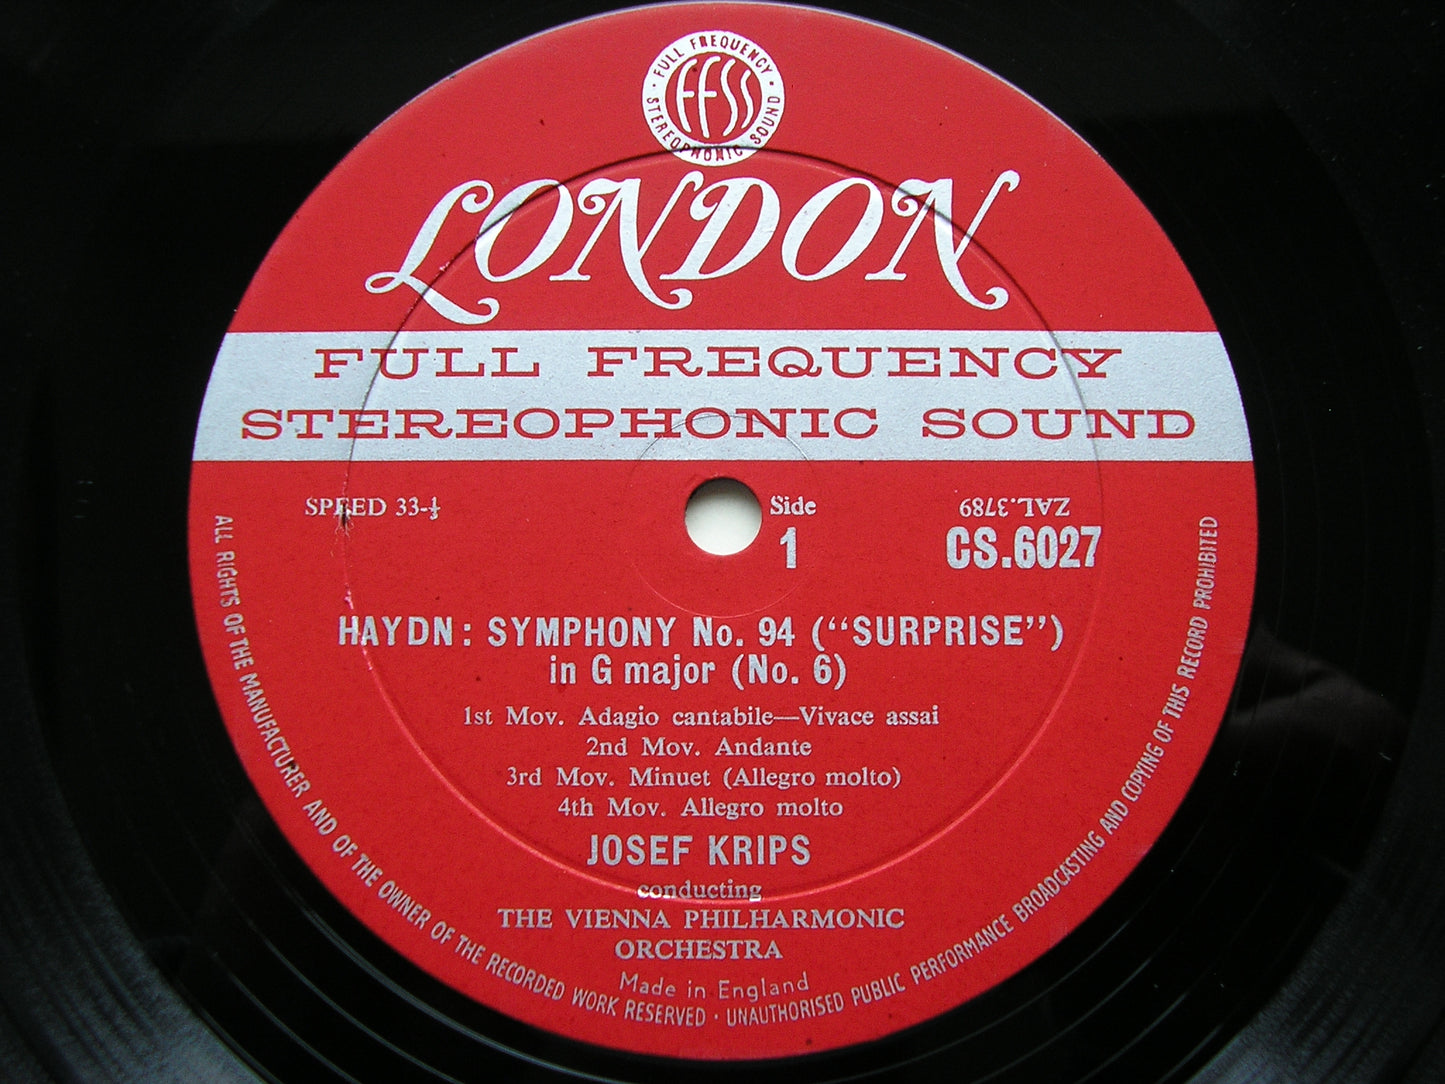 FULL FREQUENCY
STEREOPHONIC SOUND
FFSS
LONDON
FULL FREQUENCY
STEREOPHONIC SOUND
SPEED 33-⅓
Side
1
ZAL.3789
CS.6027
HAYDN: SYMPHONY No. 94 (“SURPRISE”)
in G major (No. 6)
1st Mov. Adagio cantabile—Vivace assai
2nd Mov. Andante
3rd Mov. Minuet (Allegro molto)
4th Mov. Allegro molto
JOSEF KRIPS
conducting
THE VIENNA PHILHARMONIC
ORCHESTRA
Made in England
ALL RIGHTS OF THE MANUFACTURER AND OF THE OWNER OF THE RECORDED WORK RESERVED · UNAUTHORISED PUBLIC PERFORMANCE BROADCASTING AND COPYING OF THIS RECORD PROHIBITED